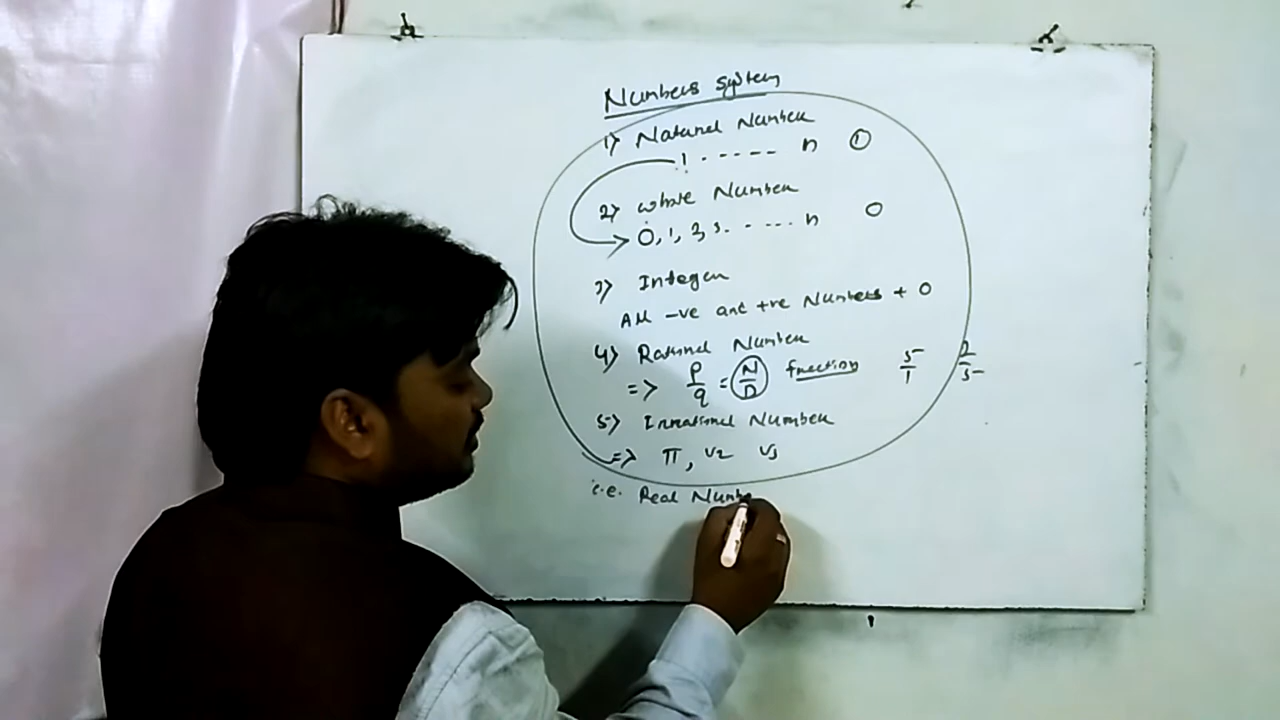 Numbers system
1) Natural Number
1 - - - - - n ①
2) whole Number
0, 1, 2, 3. - - - - - n 0
3) Integer
All -ve and +ve Numbers + 0
4) Rational Number
=> P/q = N/D fraction 5/1 2/5
5) Irrational Number
=> π, √2 √3
i.e. Real Numbe